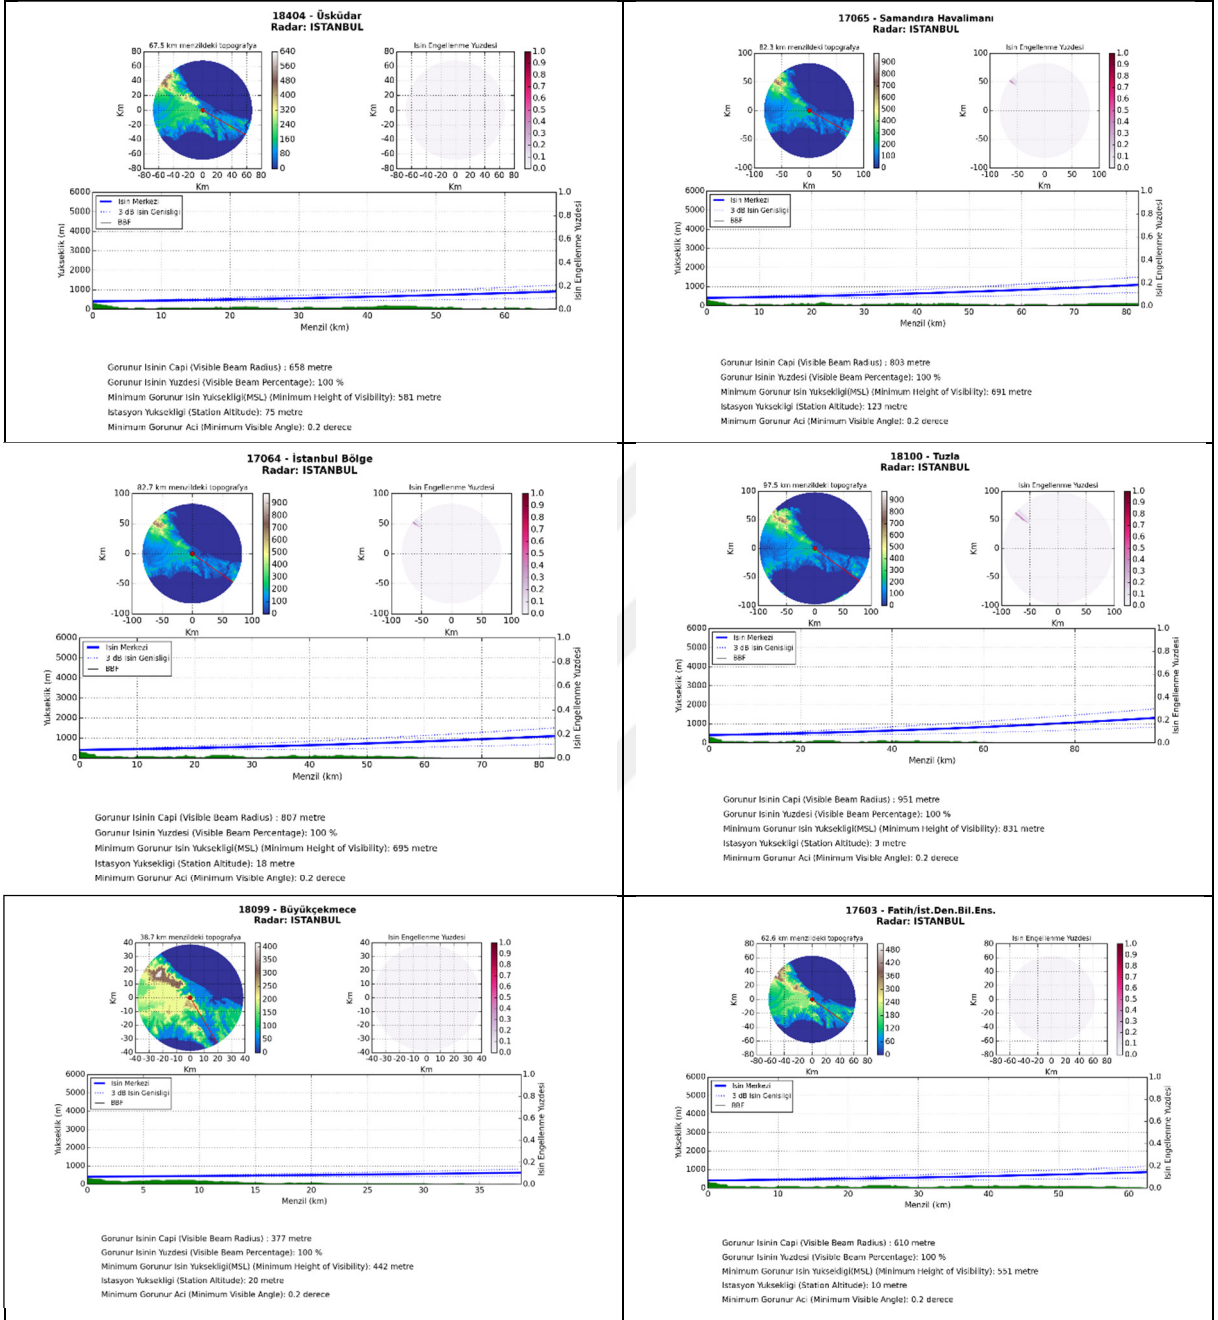 18404 - Üsküdar
Radar: ISTANBUL
67.5 km menzildeki topografya
Isin Engellenme Yuzdesi
Km
Km
Isin Merkezi
3 dB Isin Genisligi
BBF
Yukseklik (m)
Isin Engellenme Yuzdesi
Menzil (km)
Gorunur Isinin Capi (Visible Beam Radius) : 658 metre
Gorunur Isinin Yuzdesi (Visible Beam Percentage): 100 %
Minimum Gorunur Isin Yuksekligi(MSL) (Minimum Height of Visibility): 581 metre
Istasyon Yuksekligi (Station Altitude): 75 metre
Minimum Gorunur Aci (Minimum Visible Angle): 0.2 derece
17065 - Samandıra Havalimanı
Radar: ISTANBUL
82.3 km menzildeki topografya
Isin Engellenme Yuzdesi
Km
Km
Isin Merkezi
3 dB Isin Genisligi
BBF
Yukseklik (m)
Isin Engellenme Yuzdesi
Menzil (km)
Gorunur Isinin Capi (Visible Beam Radius) : 803 metre
Gorunur Isinin Yuzdesi (Visible Beam Percentage): 100 %
Minimum Gorunur Isin Yuksekligi(MSL) (Minimum Height of Visibility): 691 metre
Istasyon Yuksekligi (Station Altitude): 123 metre
Minimum Gorunur Aci (Minimum Visible Angle): 0.2 derece
17064 - İstanbul Bölge
Radar: ISTANBUL
82.7 km menzildeki topografya
Isin Engellenme Yuzdesi
Km
Km
Isin Merkezi
3 dB Isin Genisligi
BBF
Yukseklik (m)
Isin Engellenme Yuzdesi
Menzil (km)
Gorunur Isinin Capi (Visible Beam Radius) : 807 metre
Gorunur Isinin Yuzdesi (Visible Beam Percentage): 100 %
Minimum Gorunur Isin Yuksekligi(MSL) (Minimum Height of Visibility): 695 metre
Istasyon Yuksekligi (Station Altitude): 18 metre
Minimum Gorunur Aci (Minimum Visible Angle): 0.2 derece
18100 - Tuzla
Radar: ISTANBUL
97.5 km menzildeki topografya
Isin Engellenme Yuzdesi
Km
Km
Isin Merkezi
3 dB Isin Genisligi
BBF
Yukseklik (m)
Isin Engellenme Yuzdesi
Menzil (km)
Gorunur Isinin Capi (Visible Beam Radius) : 951 metre
Gorunur Isinin Yuzdesi (Visible Beam Percentage): 100 %
Minimum Gorunur Isin Yuksekligi(MSL) (Minimum Height of Visibility): 831 metre
Istasyon Yuksekligi (Station Altitude): 3 metre
Minimum Gorunur Aci (Minimum Visible Angle): 0.2 derece
18099 - Büyükçekmece
Radar: ISTANBUL
38.7 km menzildeki topografya
Isin Engellenme Yuzdesi
Km
Km
Km
Isin Merkezi
3 dB Isin Genisligi
BBF
Yukseklik (m)
Isin Engellenme Yuzdesi
Menzil (km)
Gorunur Isinin Capi (Visible Beam Radius) : 377 metre
Gorunur Isinin Yuzdesi (Visible Beam Percentage): 100 %
Minimum Gorunur Isin Yuksekligi(MSL) (Minimum Height of Visibility): 442 metre
Istasyon Yuksekligi (Station Altitude): 20 metre
Minimum Gorunur Aci (Minimum Visible Angle): 0.2 derece
17603 - Fatih/İst.Den.Bil.Ens.
Radar: ISTANBUL
62.6 km menzildeki topografya
Isin Engellenme Yuzdesi
Km
Km
Km
Isin Merkezi
3 dB Isin Genisligi
BBF
Yukseklik (m)
Isin Engellenme Yuzdesi
Menzil (km)
Gorunur Isinin Capi (Visible Beam Radius) : 610 metre
Gorunur Isinin Yuzdesi (Visible Beam Percentage): 100 %
Minimum Gorunur Isin Yuksekligi(MSL) (Minimum Height of Visibility): 551 metre
Istasyon Yuksekligi (Station Altitude): 10 metre
Minimum Gorunur Aci (Minimum Visible Angle): 0.2 derece